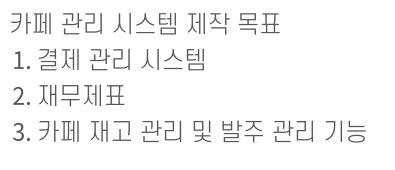 카페 관리 시스템 제작 목표
1. 결제 관리 시스템
2. 재무제표
3. 카페 재고 관리 및 발주 관리 기능